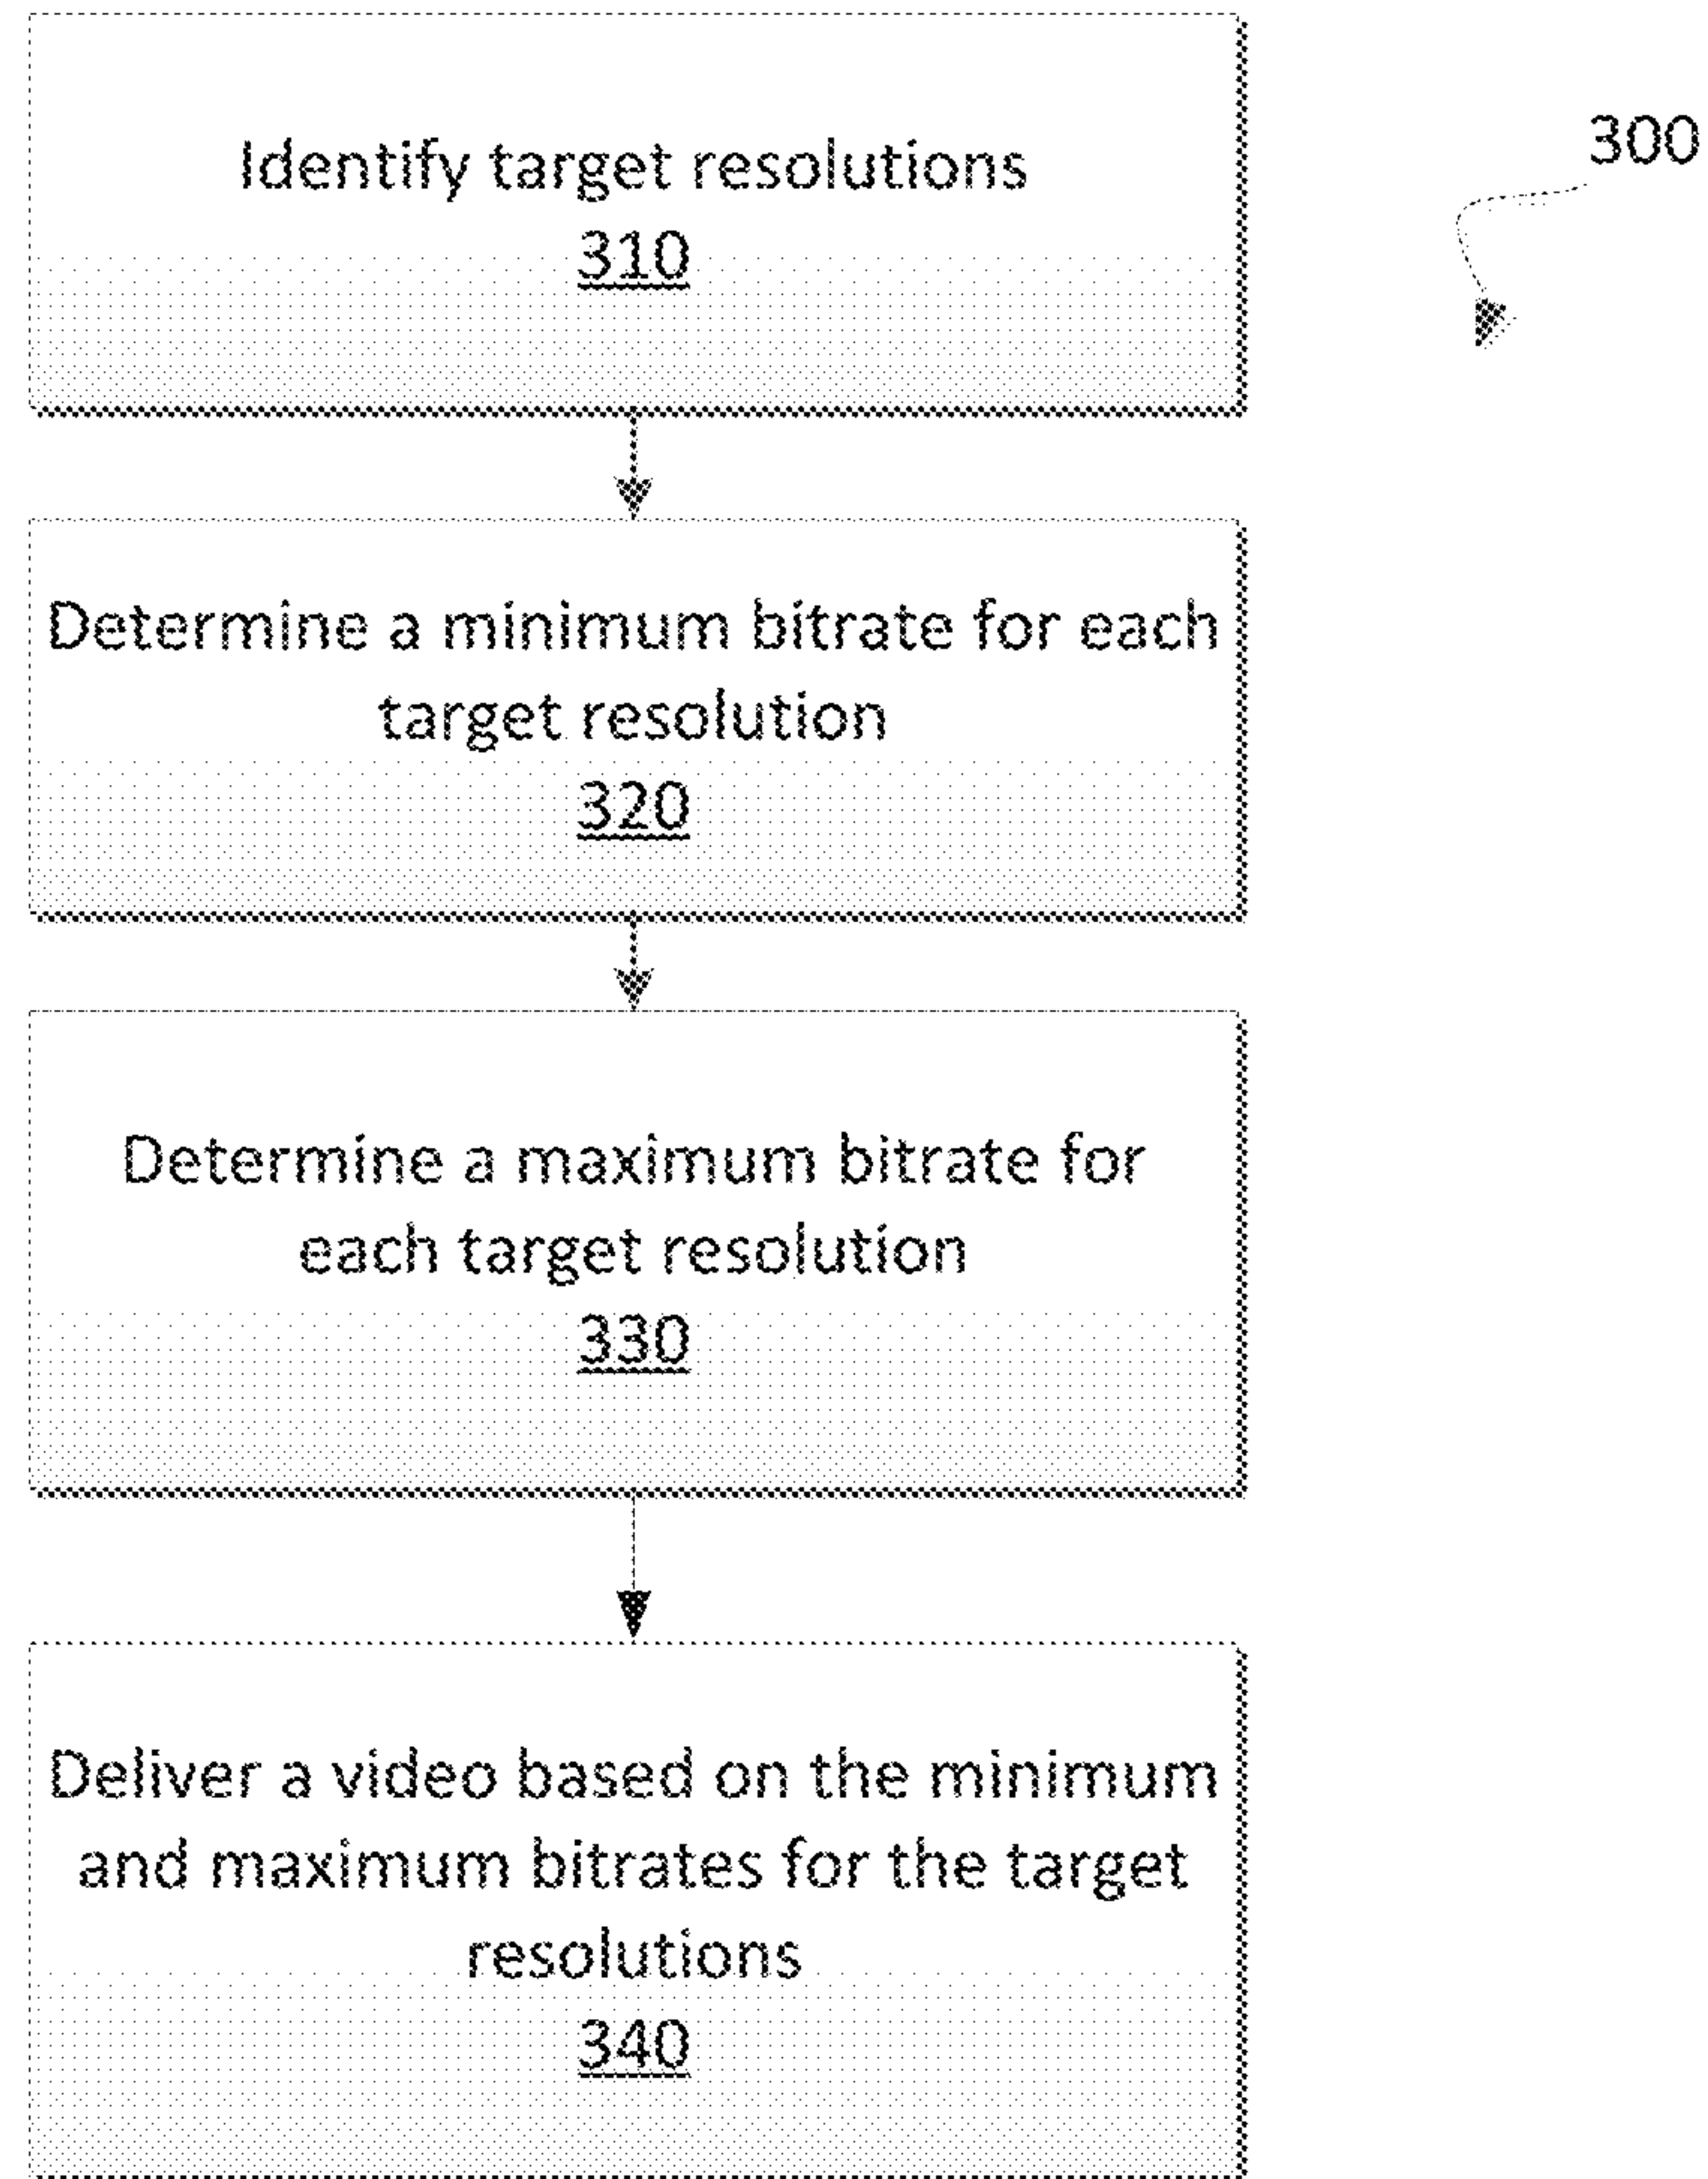 Identify target resolutions
310
300
Determine a minimum bitrate for each
target resolution
320
Determine a maximum bitrate for
each target resolution
330
Deliver a video based on the minimum
and maximum bitrates for the target
resolutions
340